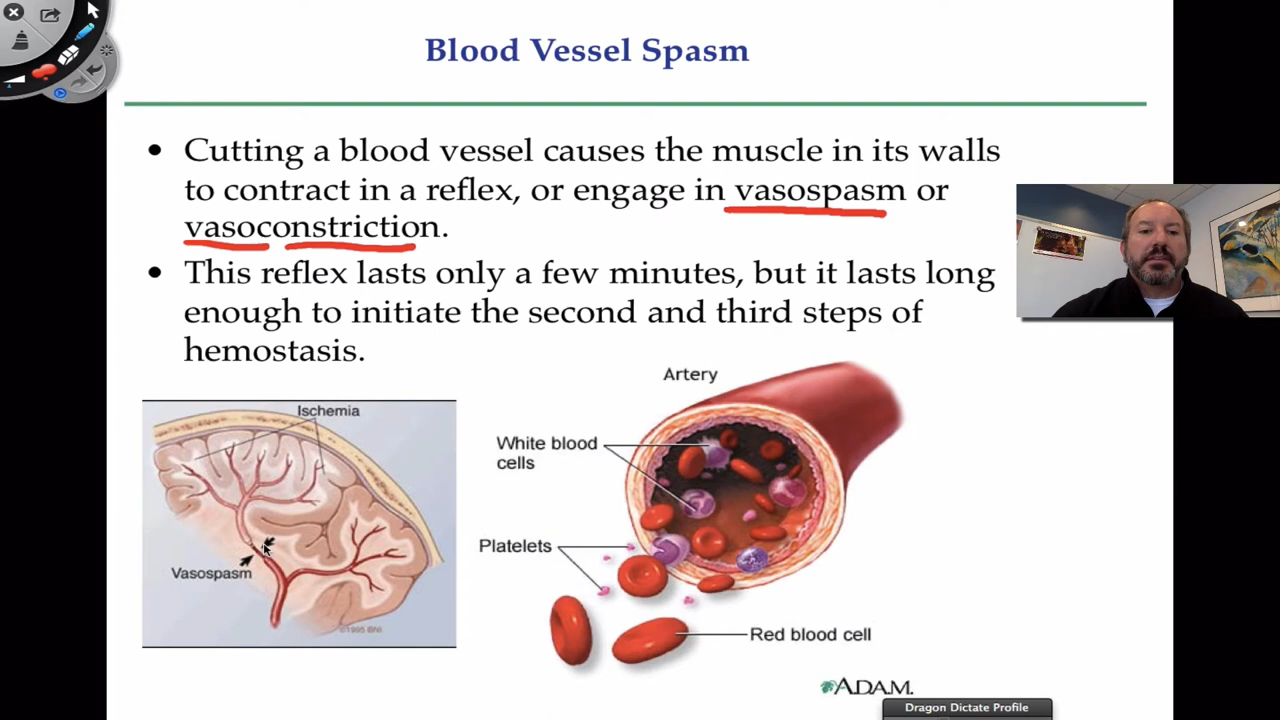 Blood Vessel Spasm
• Cutting a blood vessel causes the muscle in its walls
to contract in a reflex, or engage in vasospasm or
vasoconstriction.
• This reflex lasts only a few minutes, but it lasts long
enough to initiate the second and third steps of
hemostasis.
Ischemia
Vasospasm
©1995 BNI
Artery
White blood
cells
Platelets
Red blood cell
A.D.A.M.
Dragon Dictate Profile